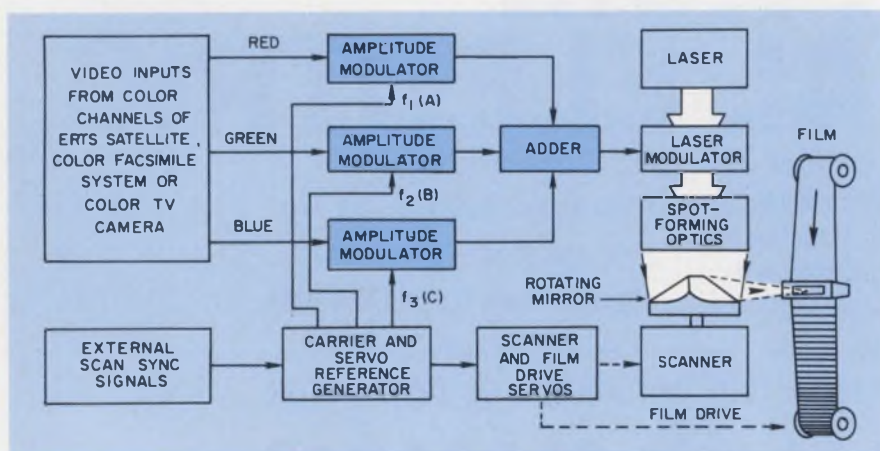 VIDEO INPUTS
FROM COLOR
CHANNELS OF
ERTS SATELLITE,
COLOR FACSIMILE
SYSTEM OR
COLOR TV
CAMERA
RED
GREEN
BLUE
AMPLITUDE
MODULATOR
f₁(A)
AMPLITUDE
MODULATOR
f₂(B)
AMPLITUDE
MODULATOR
f₃(C)
ADDER
LASER
LASER
MODULATOR
SPOT-
FORMING
OPTICS
ROTATING
MIRROR
FILM
EXTERNAL
SCAN SYNC
SIGNALS
CARRIER AND
SERVO
REFERENCE
GENERATOR
SCANNER
AND FILM
DRIVE
SERVOS
SCANNER
FILM DRIVE